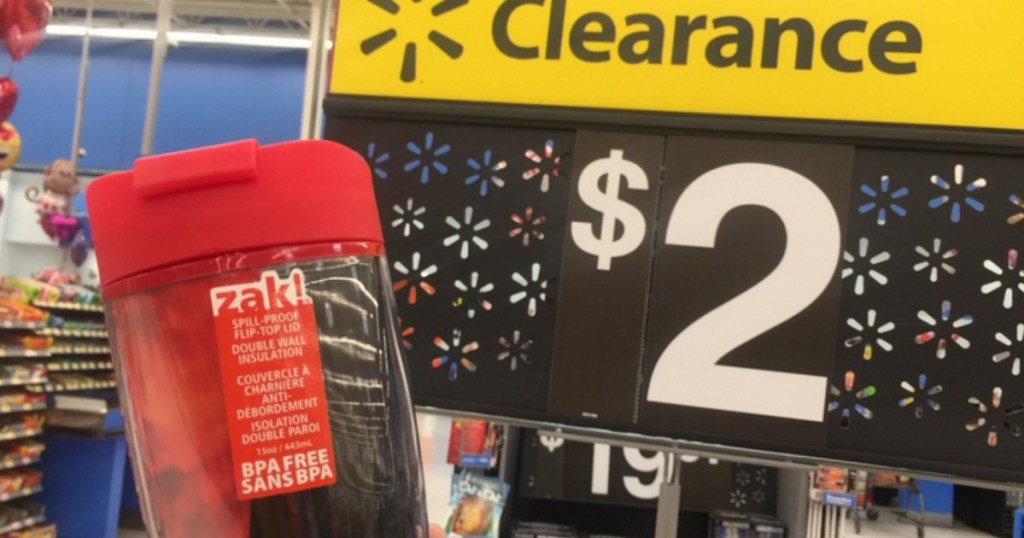 Clearance
$2
zak!
SPILL-PROOF
FLIP-TOP LID
DOUBLE WALL
INSULATION
COUVERCLE À
CHARNIÈRE
ANTI-
DÉBORDEMENT
ISOLATION
DOUBLE PAROI
15oz / 443mL
BPA FREE
SANS BPA
$19